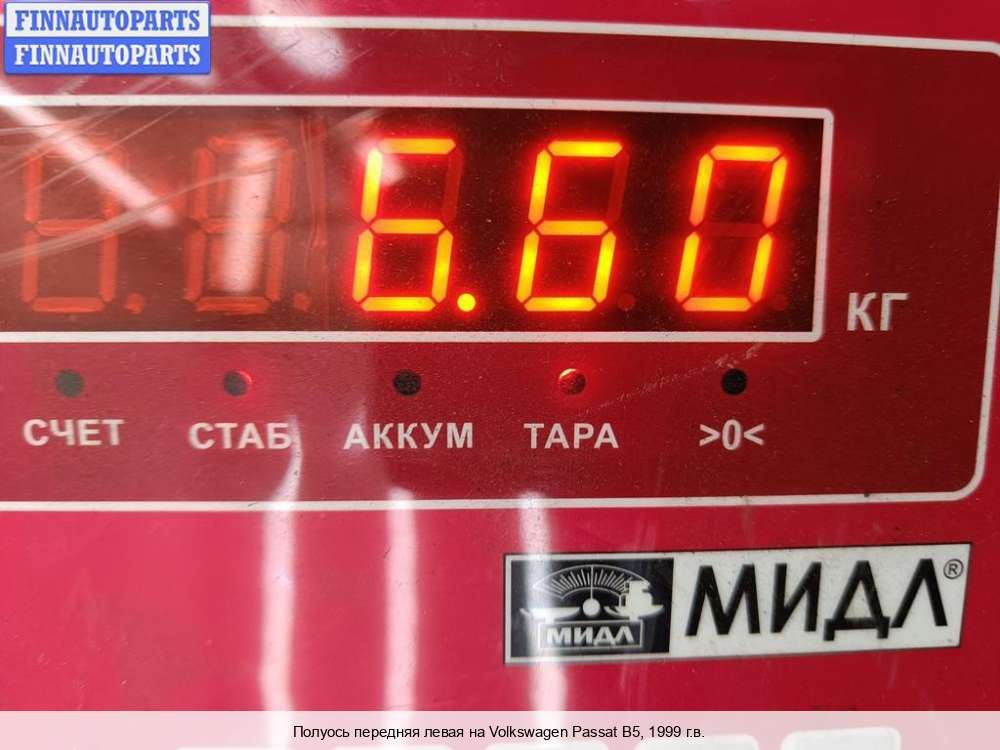 FINNAUTOPARTS
FINNAUTOPARTS
6.60
КГ
СЧЕТ СТАБ АККУМ ТАРА >0<
МИДЛ МИДЛ®
Полуось передняя левая на Volkswagen Passat B5, 1999 г.в.